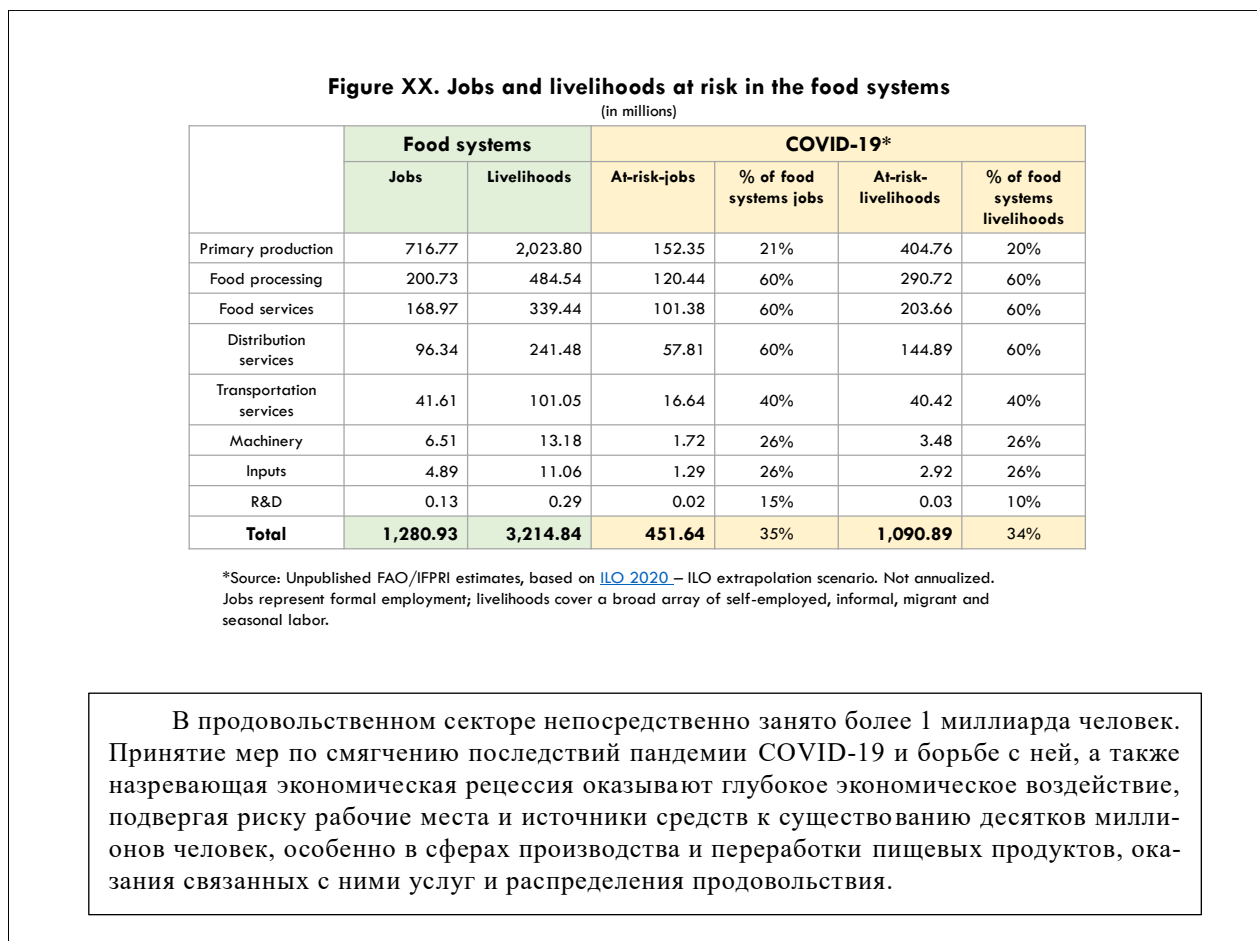 Figure XX. Jobs and livelihoods at risk in the food systems
(in millions)
Food systems COVID-19*
Jobs Livelihoods At-risk-jobs % of food systems jobs At-risk-livelihoods % of food systems livelihoods
Primary production 716.77 2,023.80 152.35 21% 404.76 20%
Food processing 200.73 484.54 120.44 60% 290.72 60%
Food services 168.97 339.44 101.38 60% 203.66 60%
Distribution services 96.34 241.48 57.81 60% 144.89 60%
Transportation services 41.61 101.05 16.64 40% 40.42 40%
Machinery 6.51 13.18 1.72 26% 3.48 26%
Inputs 4.89 11.06 1.29 26% 2.92 26%
R&D 0.13 0.29 0.02 15% 0.03 10%
Total 1,280.93 3,214.84 451.64 35% 1,090.89 34%
*Source: Unpublished FAO/IFPRI estimates, based on ILO 2020 – ILO extrapolation scenario. Not annualized.
Jobs represent formal employment; livelihoods cover a broad array of self-employed, informal, migrant and
seasonal labor.
В продовольственном секторе непосредственно занято более 1 миллиарда человек.
Принятие мер по смягчению последствий пандемии COVID-19 и борьбе с ней, а также
назревающая экономическая рецессия оказывают глубокое экономическое воздействие,
подвергая риску рабочие места и источники средств к существованию десятков милли-
онов человек, особенно в сферах производства и переработки пищевых продуктов, ока-
зания связанных с ними услуг и распределения продовольствия.